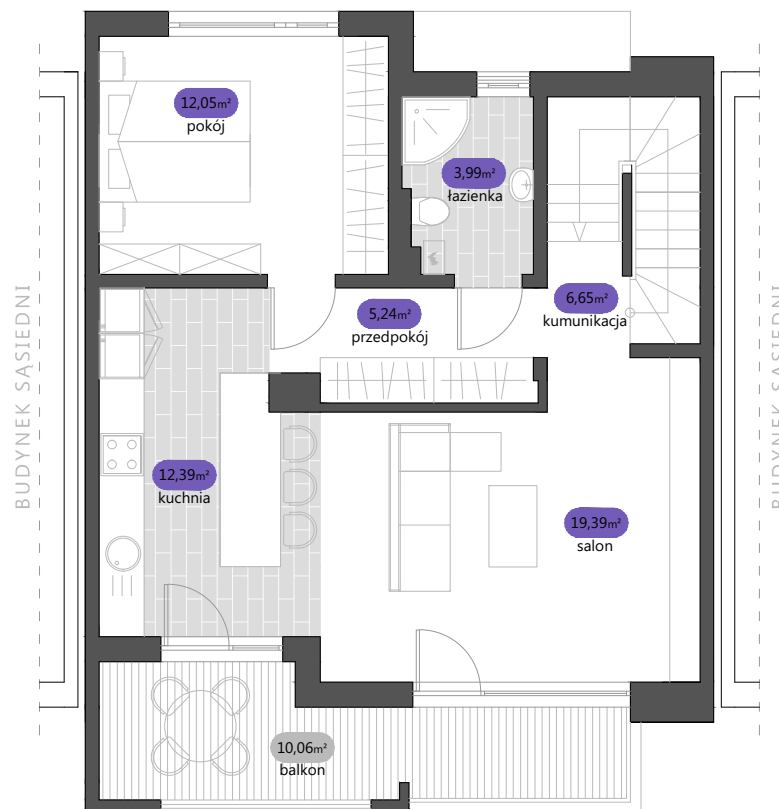 12,05m²
pokój
3,99m²
łazienka
6,65m²
kumunikacja
5,24m²
przedpokój
BUDYNEK SĄSIEDNI
12,39m²
kuchnia
19,39m²
salon
BUDYNEK SĄSIEDNI
10,06m²
balkon